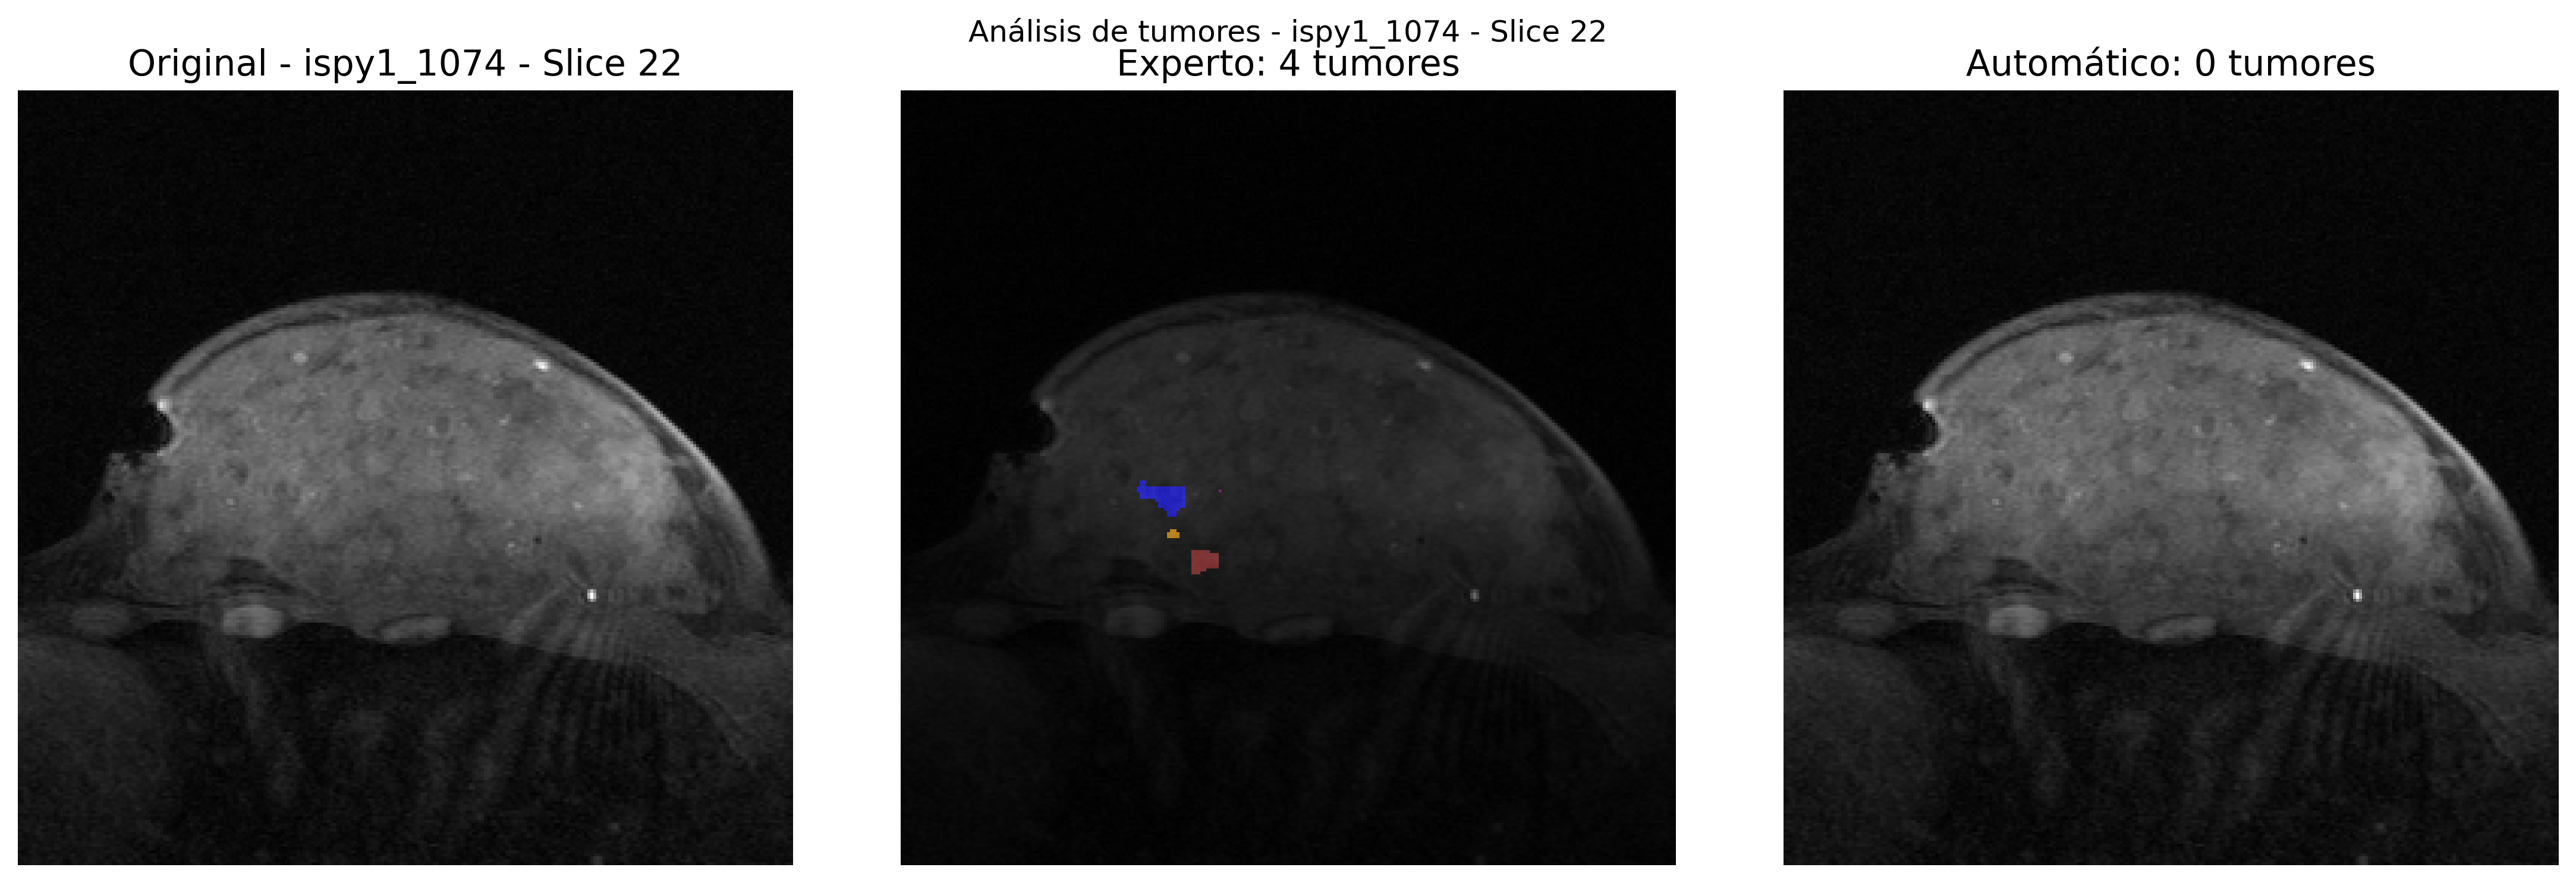 Análisis de tumores - ispy1_1074 - Slice 22
Original - ispy1_1074 - Slice 22
Experto: 4 tumores
Automático: 0 tumores